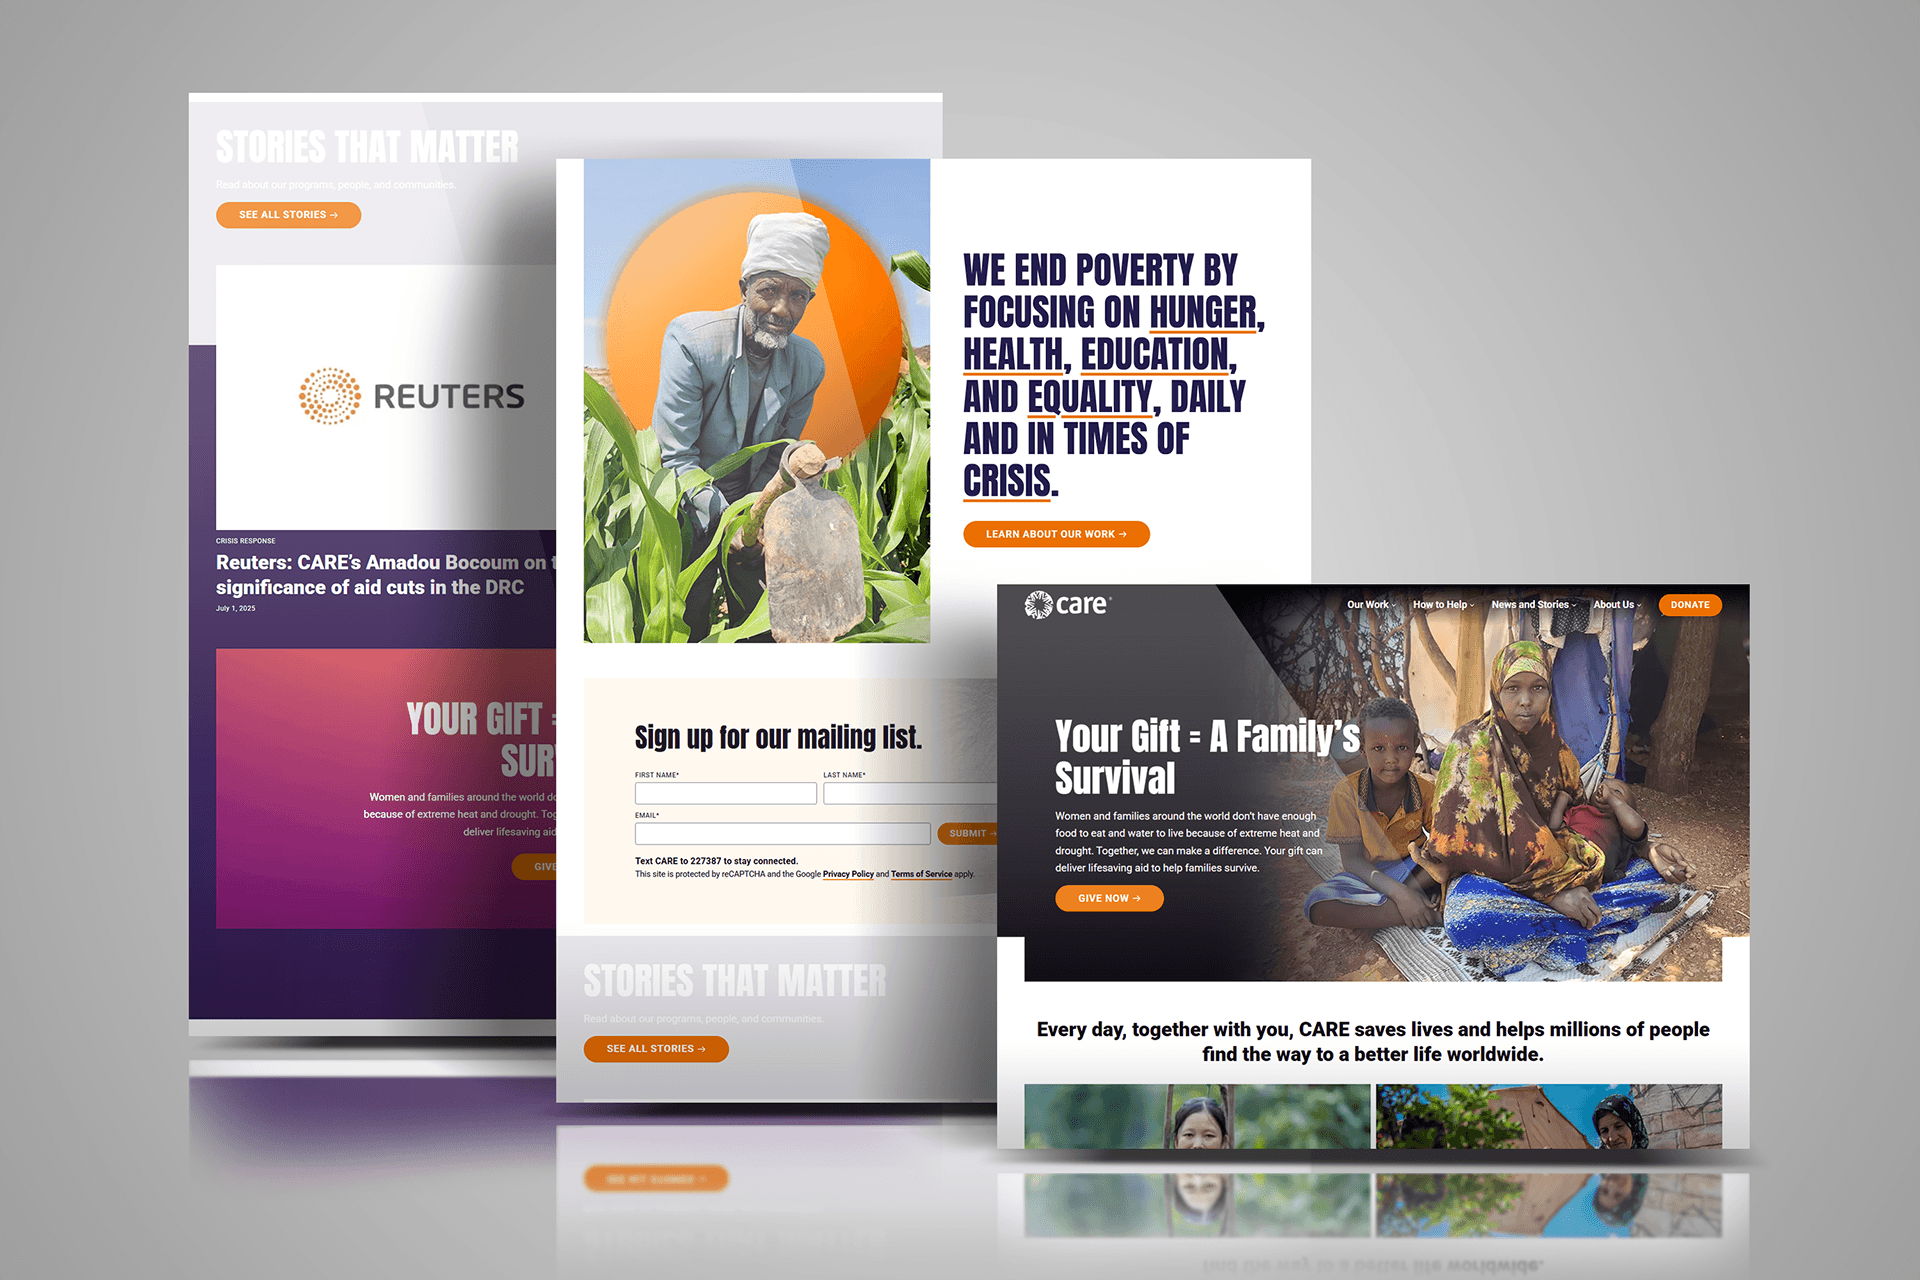 STORIES THAT MATTER
Read about our programs, people, and communities.
SEE ALL STORIES →
REUTERS
CRISIS RESPONSE
Reuters: CARE's Amadou Bocoum on
significance of aid cuts in the DRC
July 1, 2025
YOUR GIFT =
SUR
Women and families around the world
because of extreme heat and drought.
deliver lifesaving aid
GIVE
WE END POVERTY BY
FOCUSING ON HUNGER,
HEALTH, EDUCATION,
AND EQUALITY, DAILY
AND IN TIMES OF
CRISIS.
LEARN ABOUT OUR WORK →
Sign up for our mailing list.
FIRST NAME*
LAST NAME*
EMAIL*
SUBMIT →
Text CARE to 227387 to stay connected.
This site is protected by reCAPTCHA and the Google Privacy Policy and Terms of Service apply.
STORIES THAT MATTER
Read about our programs, people, and communities.
SEE ALL STORIES →
care®
Our Work
How to Help
News and Stories
About Us
DONATE
Your Gift = A Family's
Survival
Women and families around the world don't have enough
food to eat and water to live because of extreme heat and
drought. Together, we can make a difference. Your gift can
deliver lifesaving aid to help families survive.
GIVE NOW →
Every day, together with you, CARE saves lives and helps millions of people
find the way to a better life worldwide.